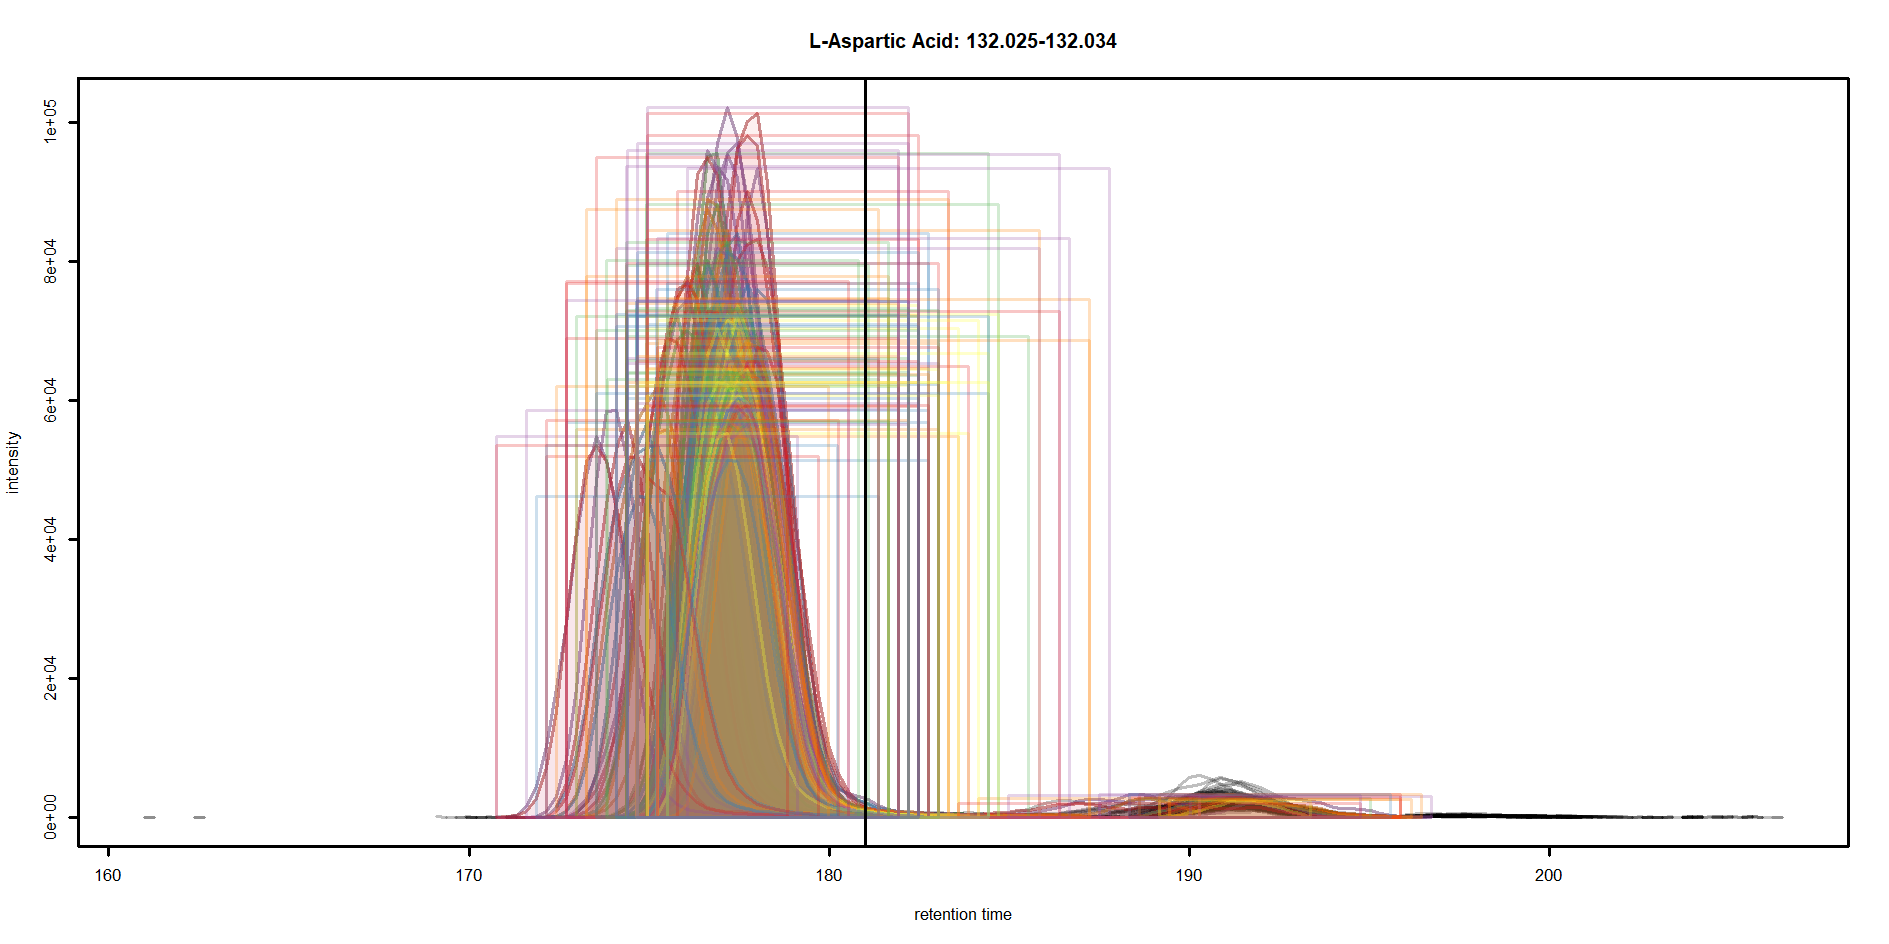 L-Aspartic Acid: 132.025-132.034
1e+05
8e+04
6e+04
4e+04
2e+04
0e+00
intensity
160 170 180 190 200
retention time